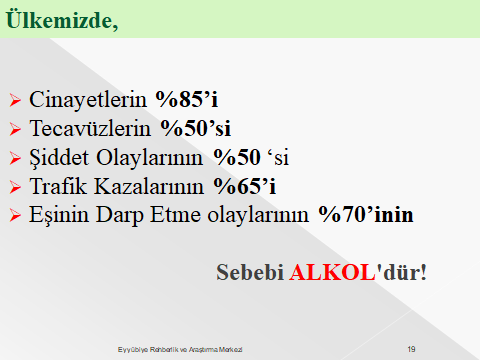 Ülkemizde,
Cinayetlerin %85’i
Tecavüzlerin %50’si
Şiddet Olaylarının %50 ‘si
Trafik Kazalarının %65’i
Eşinin Darp Etme olaylarının %70’inin
Sebebi ALKOL'dür!
Eyyübiye Rehberlik ve Araştırma Merkezi 19